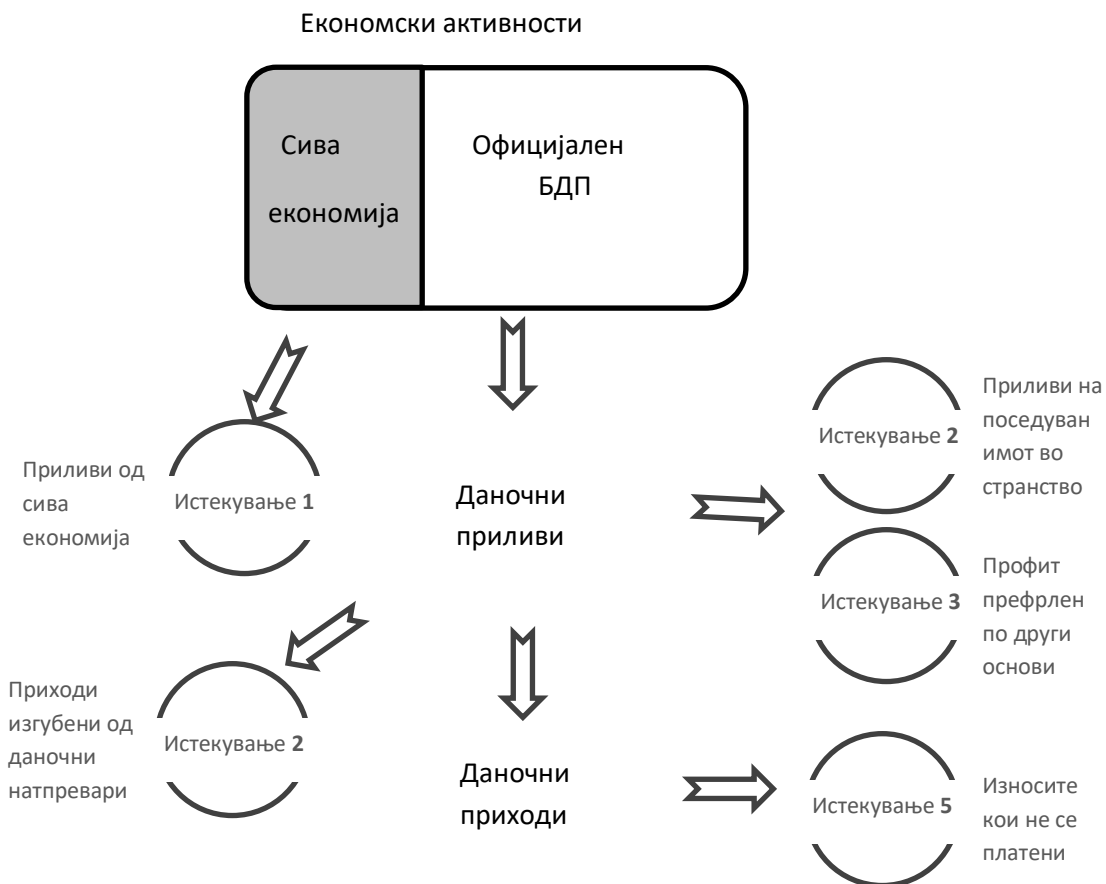 Економски активности
Сива
економија
Официјален
БДП
Приливи од
сива
економија
Истекување 1
Даночни
приливи
Истекување 2
Приливи на
поседуван
имот во
странство
Истекување 3
Профит
префрлен
по други
основи
Приходи
изгубени од
даночни
натпревари
Истекување 2
Даночни
приходи
Истекување 5
Износите
кои не се
платени